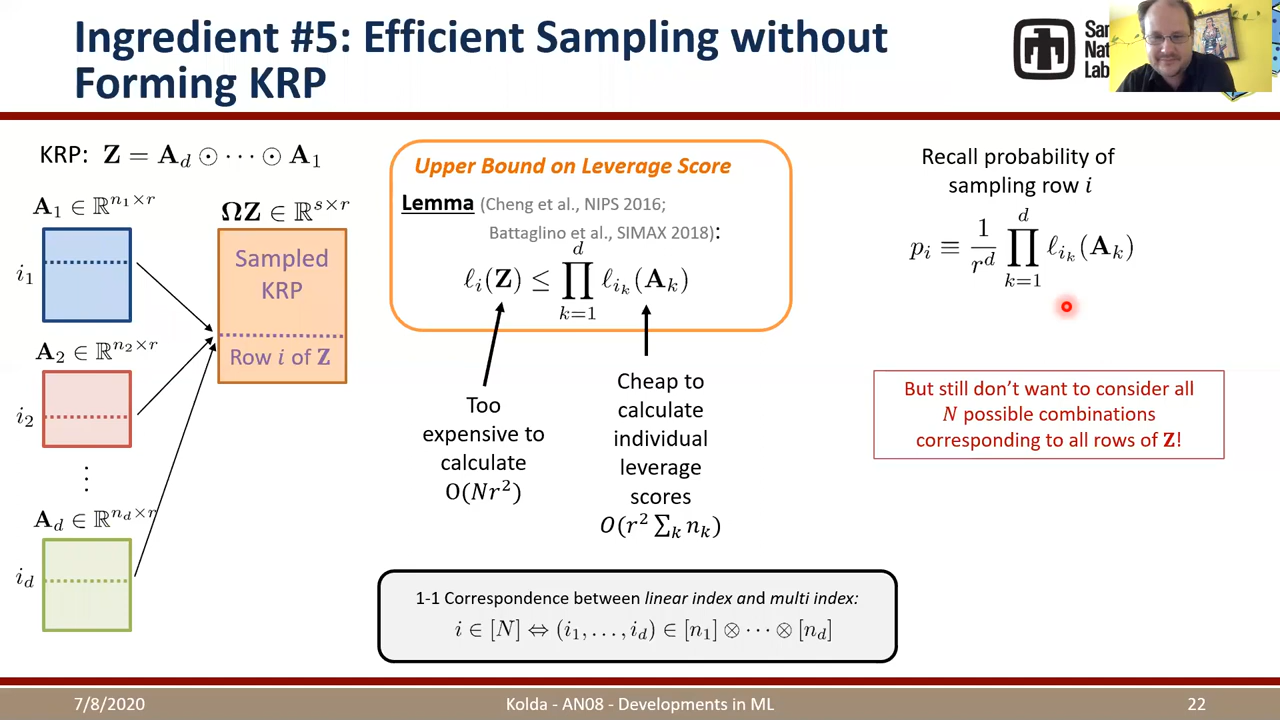 Ingredient #5: Efficient Sampling without
Forming KRP
San
Nat
Lab
KRP: Z = A_d ⊙ ⋯ ⊙ A_1
A_1 ∈ ℝ^{n_1×r}
i_1
A_2 ∈ ℝ^{n_2×r}
i_2
⋮
A_d ∈ ℝ^{n_d×r}
i_d
ΩZ ∈ ℝ^{s×r}
Sampled
KRP
Row i of Z
Upper Bound on Leverage Score
Lemma (Cheng et al., NIPS 2016;
Battaglino et al., SIMAX 2018):
ℓ_i(Z) ≤ ∏_{k=1}^{d} ℓ_{i_k}(A_k)
Too
expensive to
calculate
O(Nr²)
Cheap to
calculate
individual
leverage
scores
O(r² ∑_k n_k)
Recall probability of
sampling row i
p_i ≡ \frac{1}{r^d} ∏_{k=1}^{d} ℓ_{i_k}(A_k)
But still don't want to consider all
N possible combinations
corresponding to all rows of Z!
1-1 Correspondence between linear index and multi index:
i ∈ [N] ⇔ (i_1, . . . , i_d) ∈ [n_1] ⊗ ⋯ ⊗ [n_d]
7/8/2020
Kolda - AN08 - Developments in ML
22